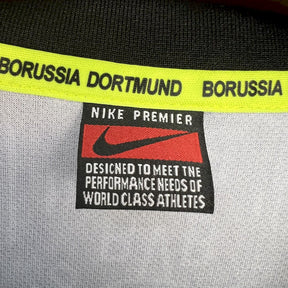 BORUSSIA DORTMUND BORUSSIA
NIKE PREMIER
DESIGNED TO MEET THE
PERFORMANCE NEEDS OF
WORLD CLASS ATHLETES